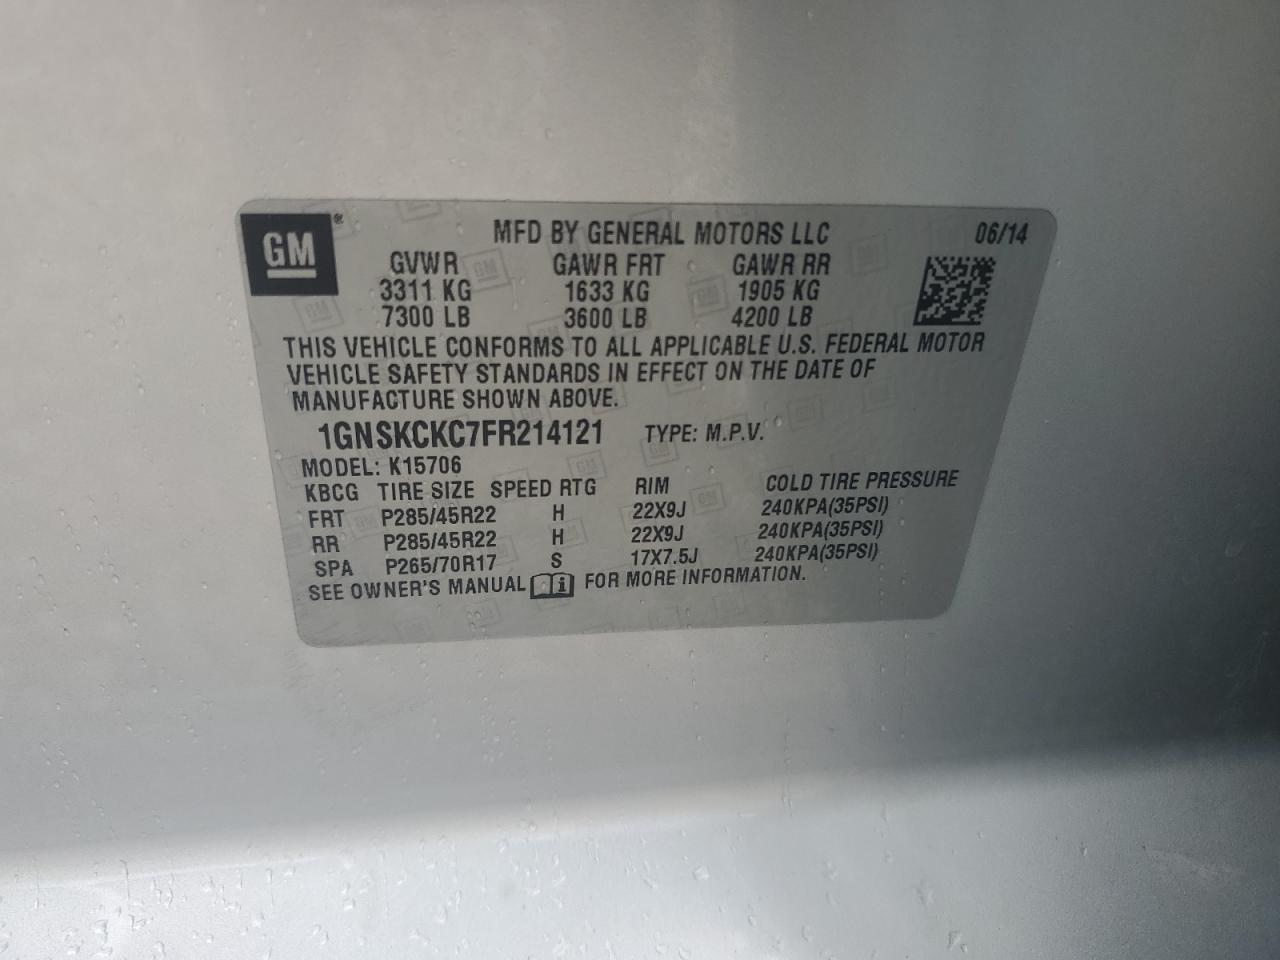 GM ®
MFD BY GENERAL MOTORS LLC 06/14
GVWR GAWR FRT GAWR RR
3311 KG 1633 KG 1905 KG
7300 LB 3600 LB 4200 LB
THIS VEHICLE CONFORMS TO ALL APPLICABLE U.S. FEDERAL MOTOR
VEHICLE SAFETY STANDARDS IN EFFECT ON THE DATE OF
MANUFACTURE SHOWN ABOVE.
1GNSKCKC7FR214121 TYPE: M.P.V.
MODEL: K15706
KBCG TIRE SIZE SPEED RTG RIM COLD TIRE PRESSURE
FRT P285/45R22 H 22X9J 240KPA(35PSI)
RR P285/45R22 H 22X9J 240KPA(35PSI)
SPA P265/70R17 S 17X7.5J 240KPA(35PSI)
SEE OWNER'S MANUAL i FOR MORE INFORMATION.